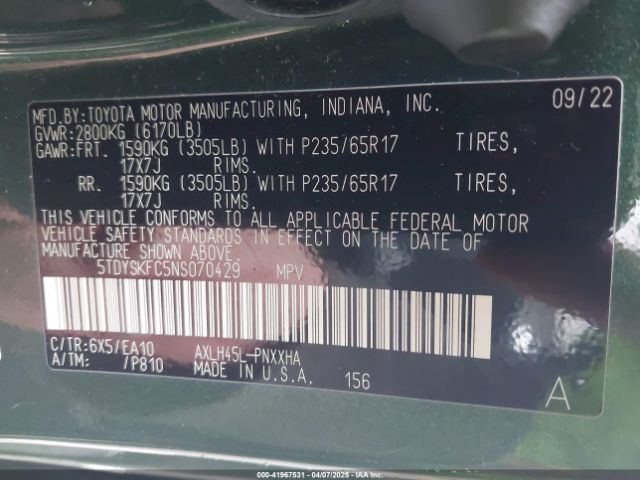 MFD.BY:TOYOTA MOTOR MANUFACTURING, INDIANA, INC. 09/22
GVWR:2800KG (6170LB)
GAWR:FRT. 1590KG (3505LB) WITH P235/65R17 TIRES,
17X7J RIMS.
RR. 1590KG (3505LB) WITH P235/65R17 TIRES,
17X7J RIMS.
THIS VEHICLE CONFORMS TO ALL APPLICABLE FEDERAL MOTOR
VEHICLE SAFETY STANDARDS IN EFFECT ON THE DATE OF
MANUFACTURE SHOWN ABOVE.
5TDYSKFC5NS070429 MPV
C/TR:6X5/EA10 AXLH45L-PNXXHA
A/TM: /P810 MADE IN U.S.A. 156 A
000-41967531 - 04/07/2025 - IAAI.COM